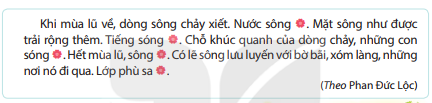 Khi mùa lũ về, dòng sông chảy xiết. Nước sông . Mặt sông như được
trải rộng thêm. Tiếng sóng . Chỗ khúc quanh của dòng chảy, những con
sóng . Hết mùa lũ, sông . Có lẽ sông lưu luyến với bờ bãi, xóm làng, những
nơi nó đi qua. Lớp phù sa .
(Theo Phan Đức Lộc)